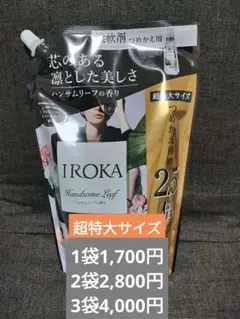 柔軟剤 つめかえ用
芯のある
凛とした美しさ
ハンサムリーフの香り
超特大サイズ
IROKA
Handsome Leaf
2.5
超特大サイズ
1袋1,700円
2袋2,800円
3袋4,000円